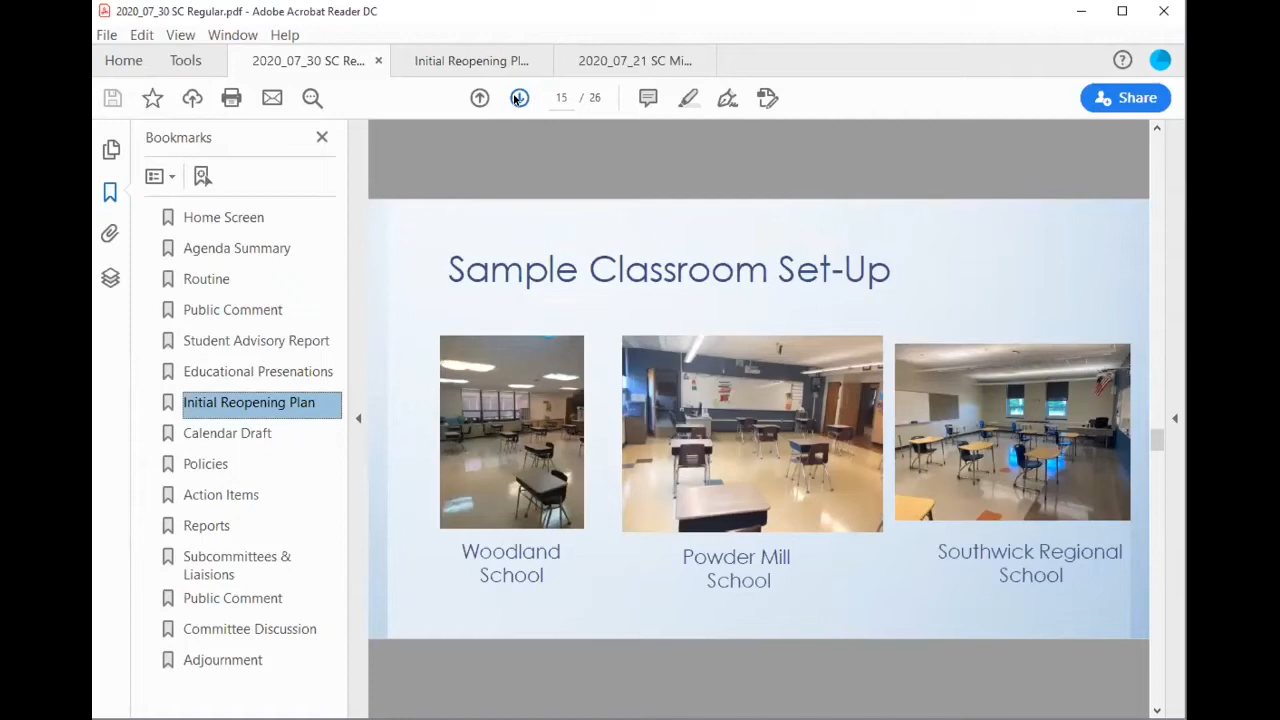 2020_07_30 SC Regular.pdf - Adobe Acrobat Reader DC
File Edit View Window Help
Home Tools 2020_07_30 SC Re... × Initial Reopening Pl... 2020_07_21 SC Mi...
15 / 26 Share
Bookmarks
Home Screen
Agenda Summary
Routine
Public Comment
Student Advisory Report
Educational Presenations
Initial Reopening Plan
Calendar Draft
Policies
Action Items
Reports
Subcommittees &
Liaisions
Public Comment
Committee Discussion
Adjournment
Sample Classroom Set-Up
Woodland
School
Powder Mill
School
Southwick Regional
School